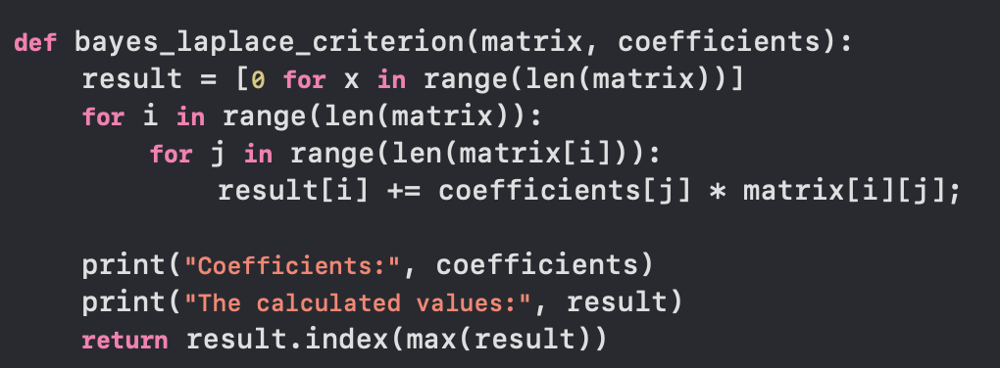 def bayes_laplace_criterion(matrix, coefficients):
    result = [0 for x in range(len(matrix))]
    for i in range(len(matrix)):
        for j in range(len(matrix[i])):
            result[i] += coefficients[j] * matrix[i][j];
    print("Coefficients:", coefficients)
    print("The calculated values:", result)
    return result.index(max(result))